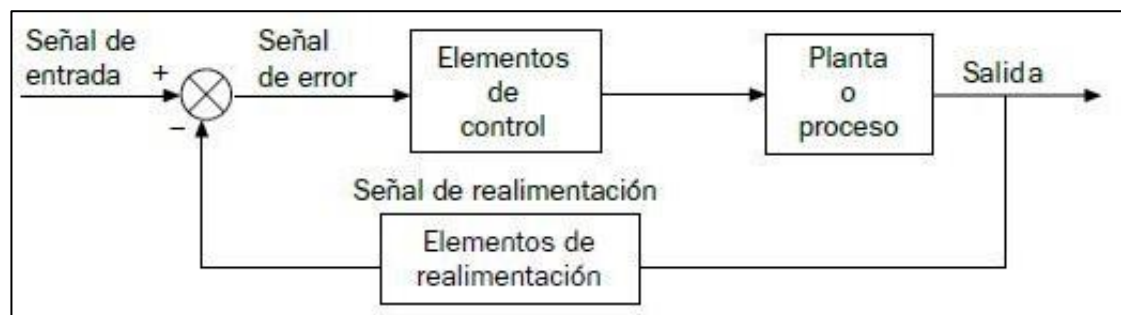 Señal de
entrada
+
−
Señal
de error
Elementos
de
control
Planta
o
proceso
Salida
Señal de realimentación
Elementos de
realimentación